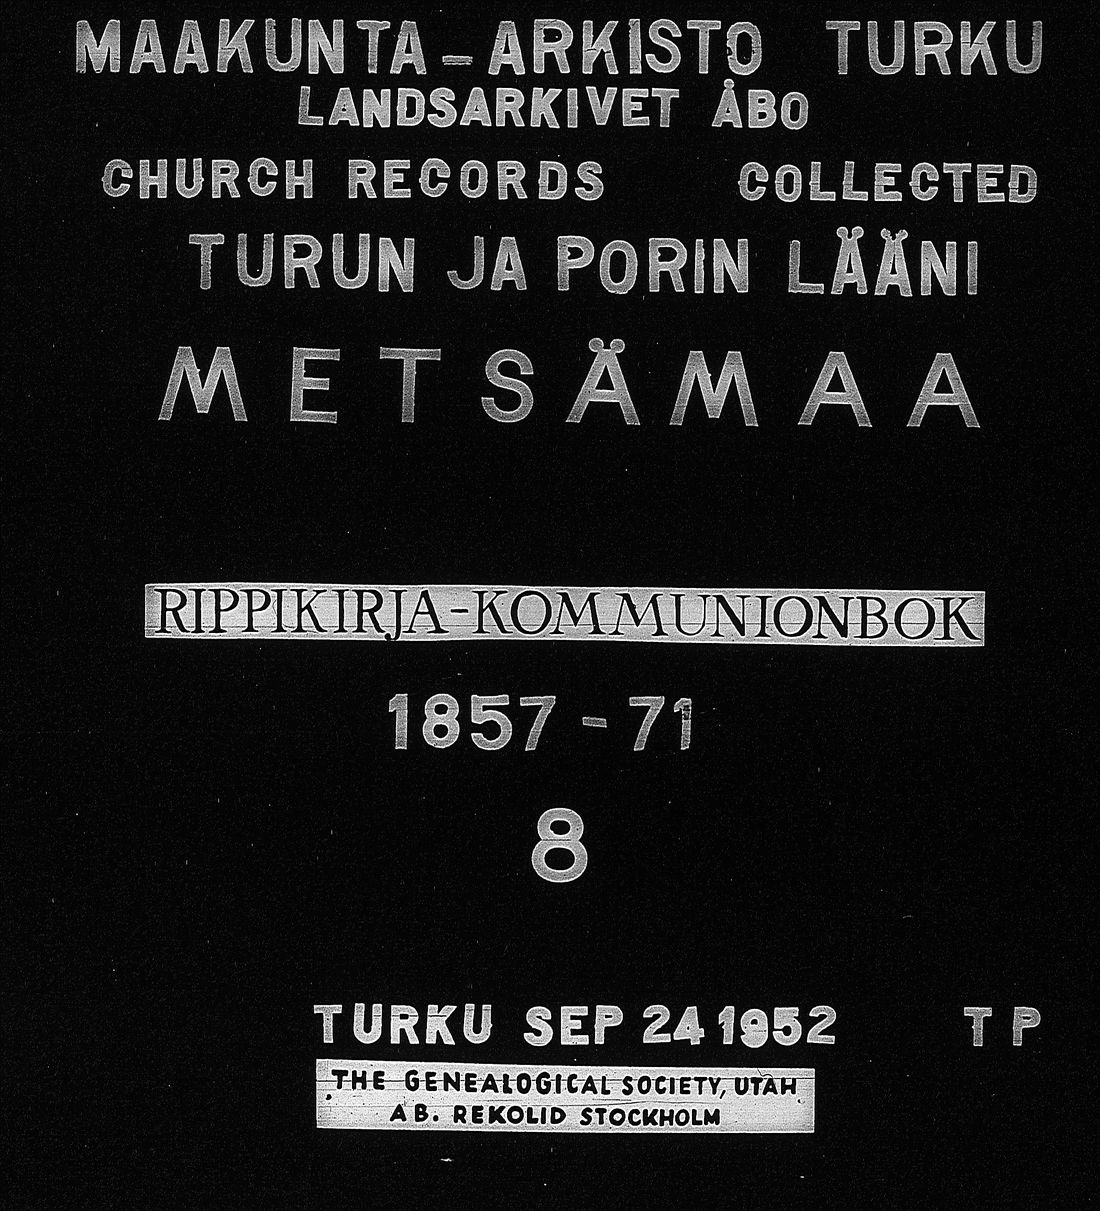 MAAKUNTA-ARKISTO TURKU
LANDSARKIVET ÅBO
CHURCH RECORDS COLLECTED
TURUN JA PORIN LÄÄNI
METSÄMAA
RIPPIKIRJA-KOMMUNIONBOK
1857-71
8
TURKU SEP 24 1952 TP
THE GENEALOGICAL SOCIETY, UTAH
AB. REKOLID STOCKHOLM